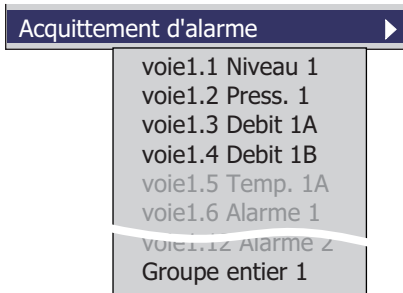 Acquittement d'alarme
voie1.1 Niveau 1
voie1.2 Press. 1
voie1.3 Debit 1A
voie1.4 Debit 1B
voie1.5 Temp. 1A
voie1.6 Alarme 1
voie1.12 Alarme 2
Groupe entier 1